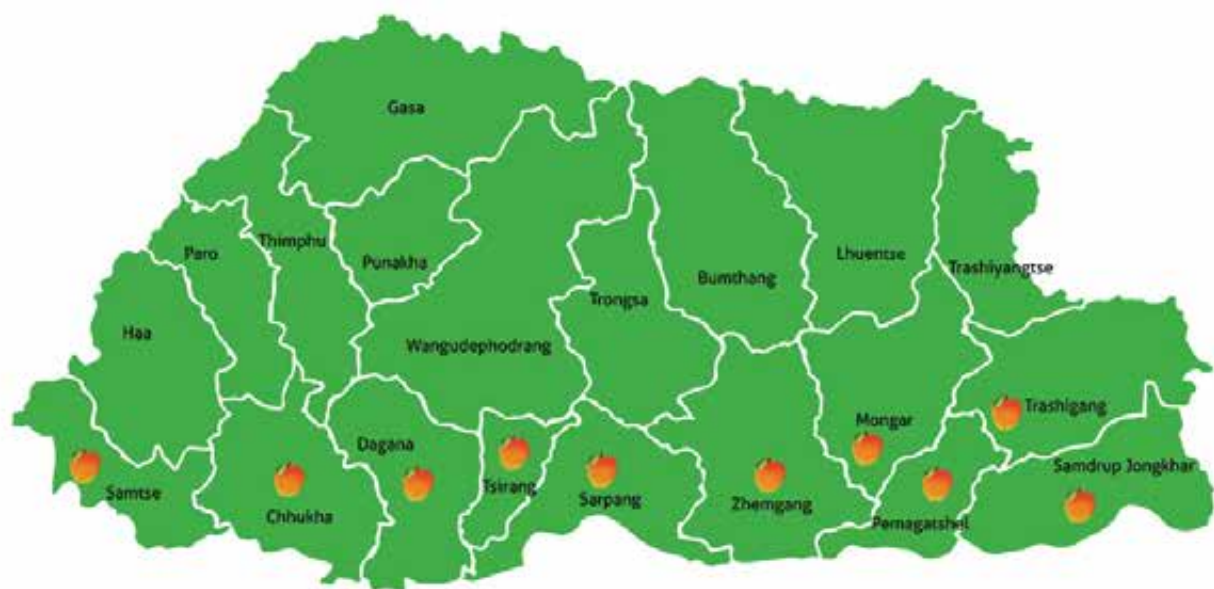 Gasa
Paro
Thimphu
Punakha
Haa
Wangudephodrang
Trongsa
Bumthang
Lhuentse
Trashiyangtse
Samtse
Chhukha
Dagana
Tsirang
Sarpang
Zhemgang
Mongar
Pemagatshel
Trashigang
Samdrup Jongkhar